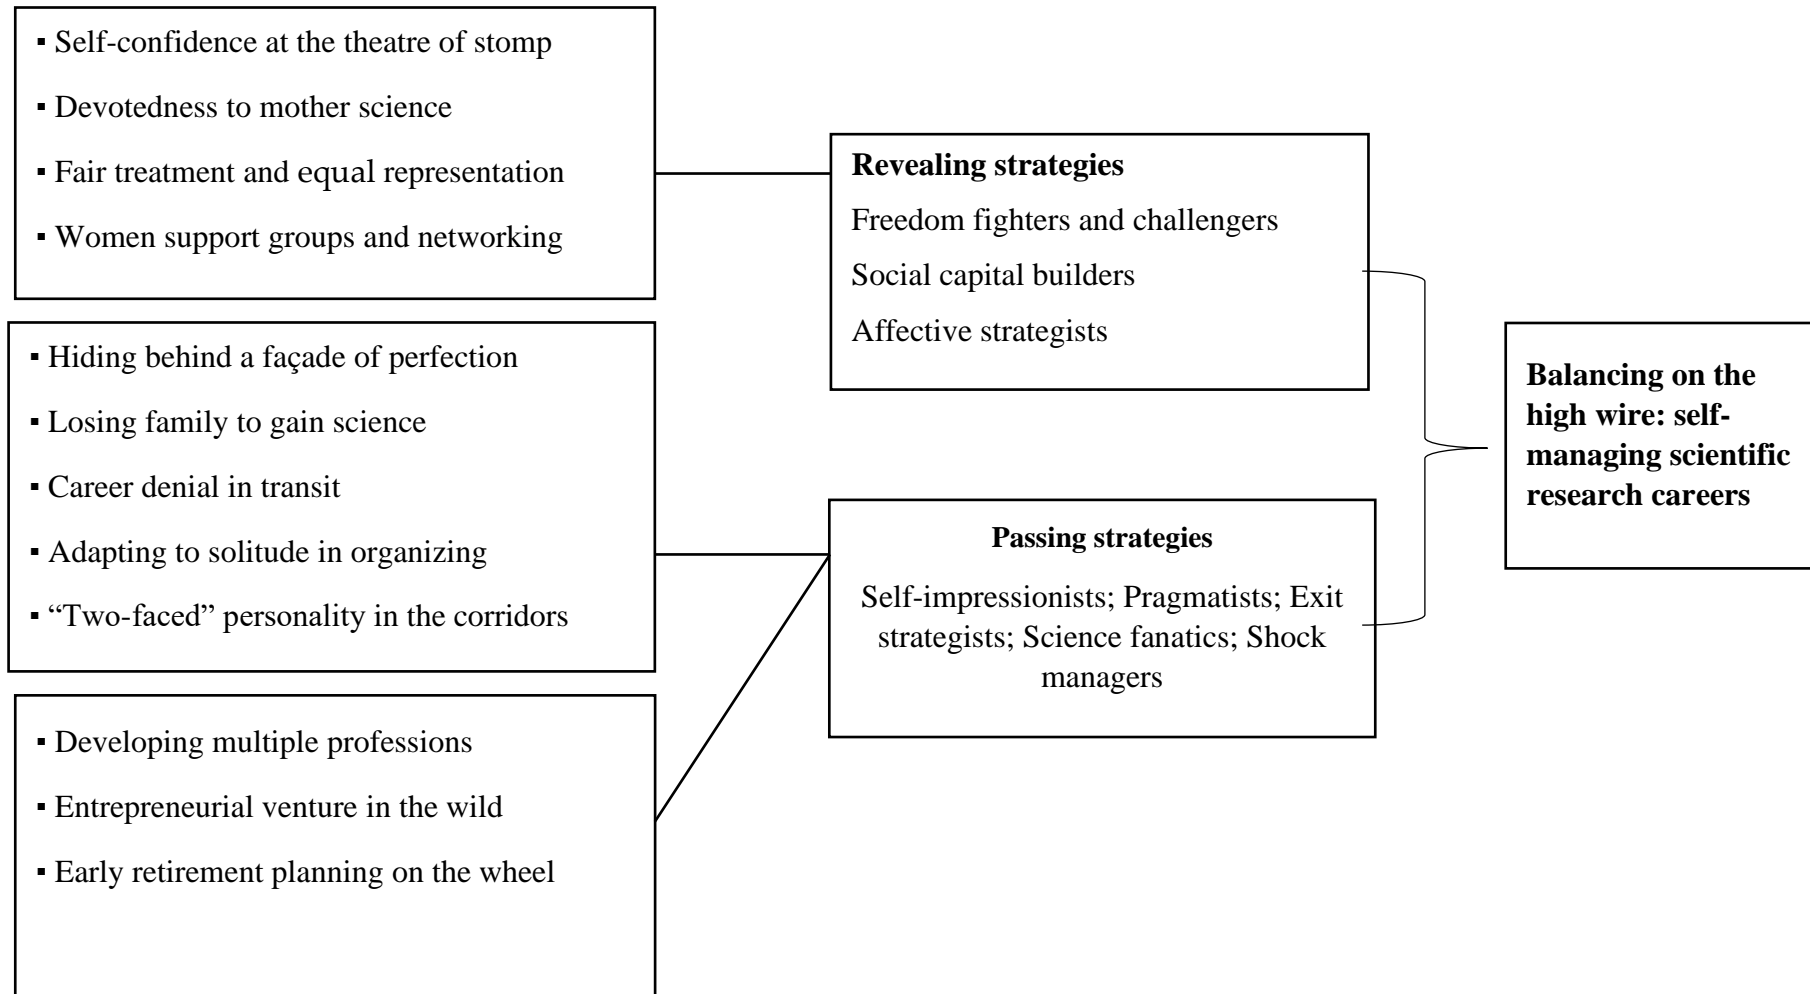 ▪ Self-confidence at the theatre of stomp
▪ Devotedness to mother science
▪ Fair treatment and equal representation
▪ Women support groups and networking
▪ Hiding behind a façade of perfection
▪ Losing family to gain science
▪ Career denial in transit
▪ Adapting to solitude in organizing
▪ “Two-faced” personality in the corridors
▪ Developing multiple professions
▪ Entrepreneurial venture in the wild
▪ Early retirement planning on the wheel
Revealing strategies
Freedom fighters and challengers
Social capital builders
Affective strategists
Passing strategies
Self-impressionists; Pragmatists; Exit
strategists; Science fanatics; Shock
managers
Balancing on the
high wire: self-
managing scientific
research careers